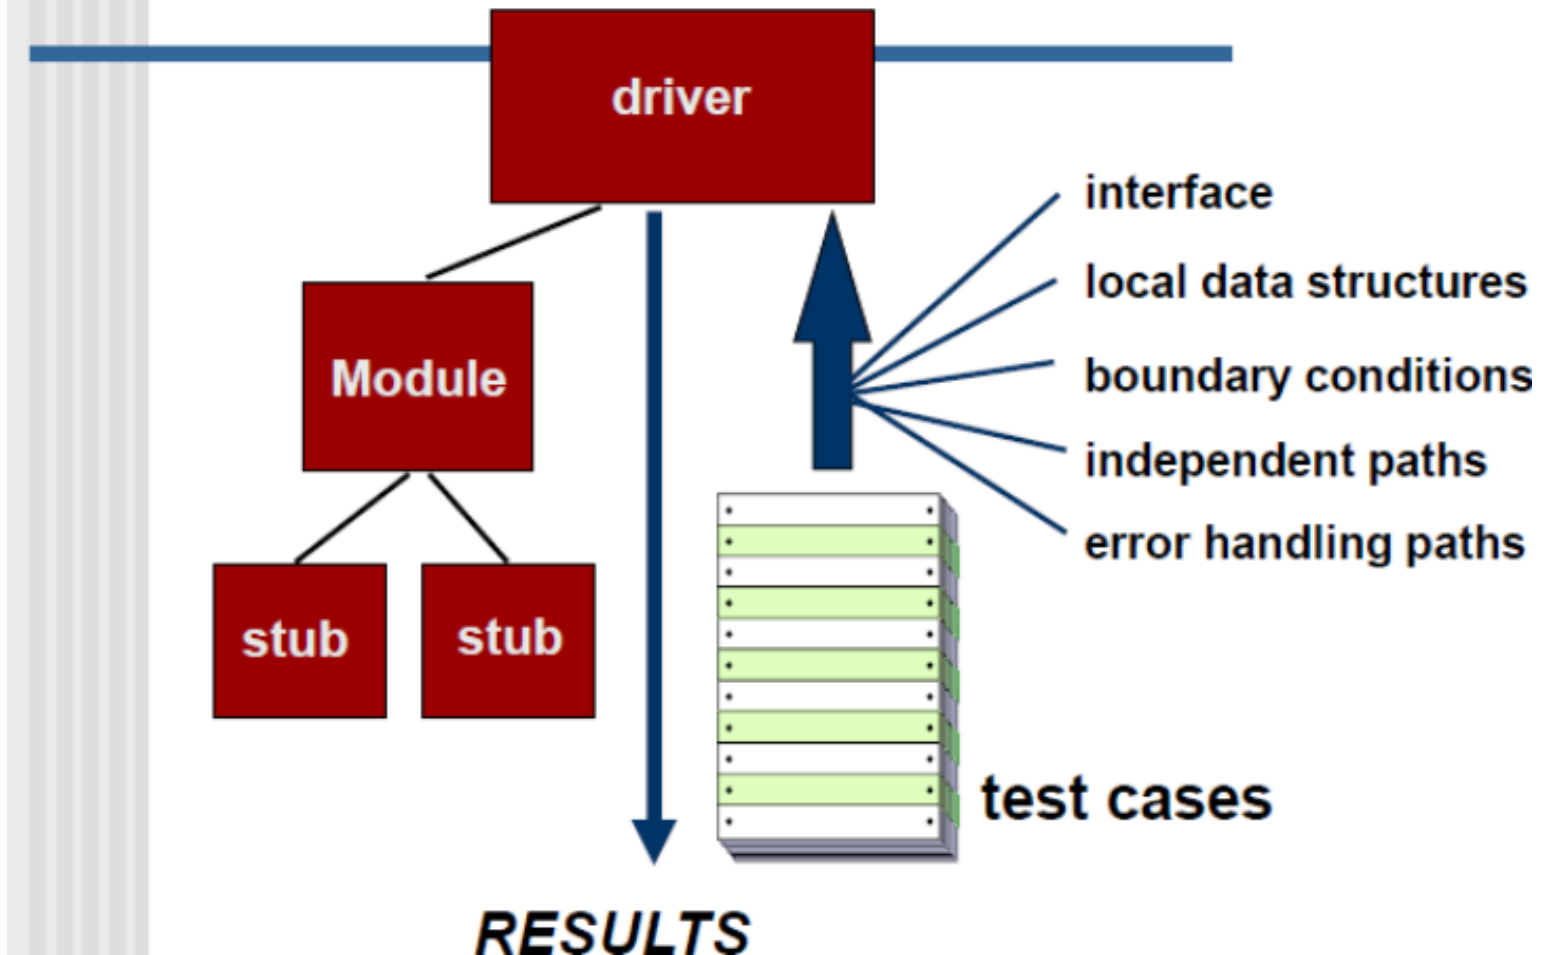 driver
interface
local data structures
boundary conditions
independent paths
error handling paths
Module
stub
stub
test cases
RESULTS